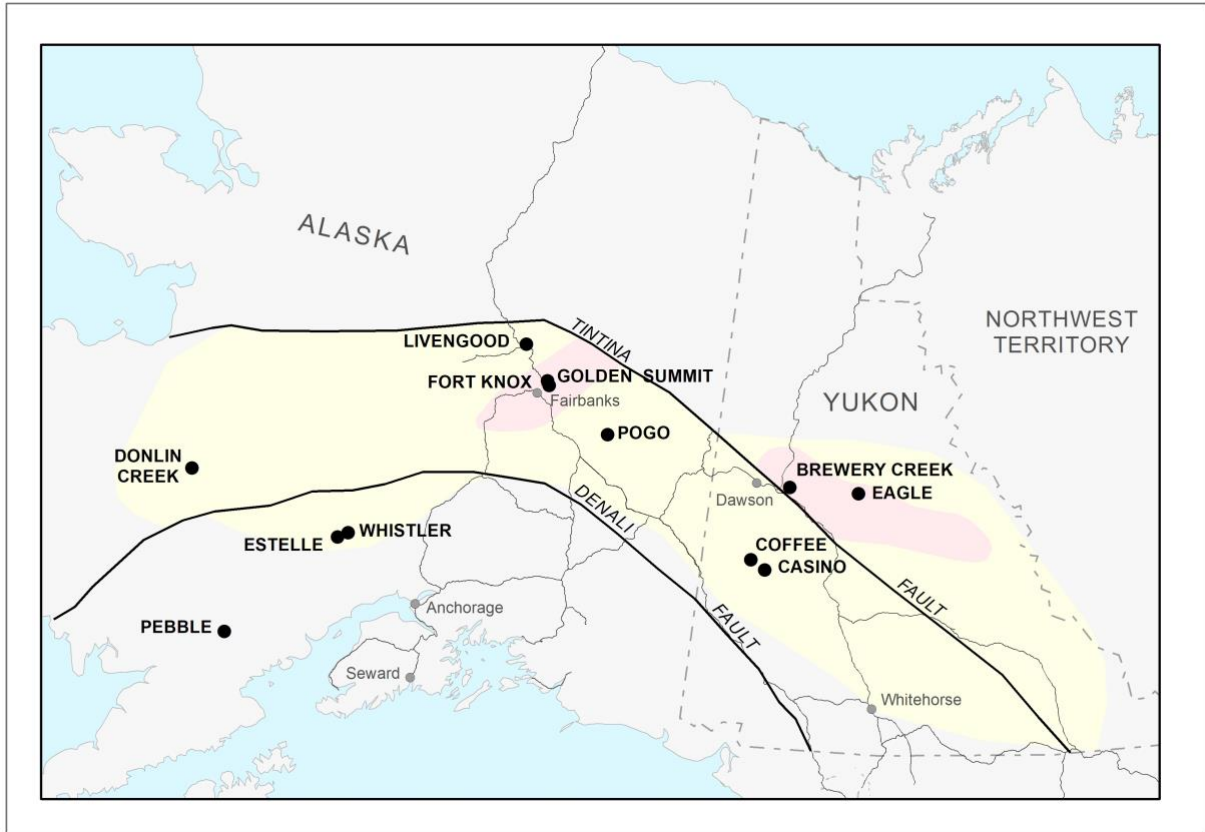 ALASKA
NORTHWEST
TERRITORY
TINTINA
LIVENGOOD
GOLDEN SUMMIT
FORT KNOX
Fairbanks
YUKON
POGO
DONLIN
CREEK
BREWERY CREEK
EAGLE
Dawson
DENALI
WHISTLER
ESTELLE
COFFEE
CASINO
FAULT
Anchorage
FAULT
PEBBLE
Seward
Whitehorse